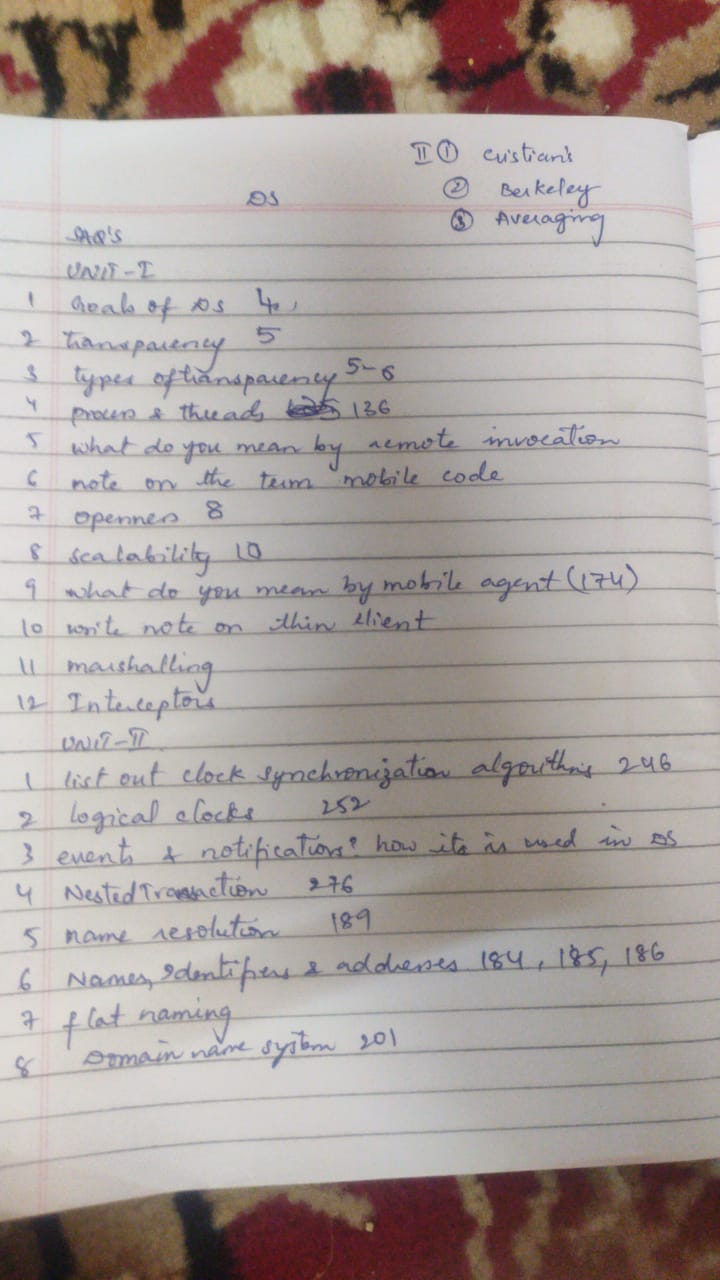 II ① Cristian's
② Berkeley
③ Averaging
DS
SAQ'S
UNIT-I
1 Goals of DS 4.
2 transparency 5
3 types of transparency 5-6
4 process & threads 136
5 what do you mean by remote invocation
6 note on the term mobile code
7 openness 8
8 scalability 10
9 what do you mean by mobile agent (174)
10 write note on thin client
11 marshalling
12 Interceptors
UNIT-II
1 list out clock synchronization algorithms 246
2 logical clocks 252
3 events & notifications? how its is used in DS
4 Nested Transaction 276
5 name resolution 189
6 Names, Identifiers & addresses 184, 185, 186
7 flat naming
8 Domain name system 201